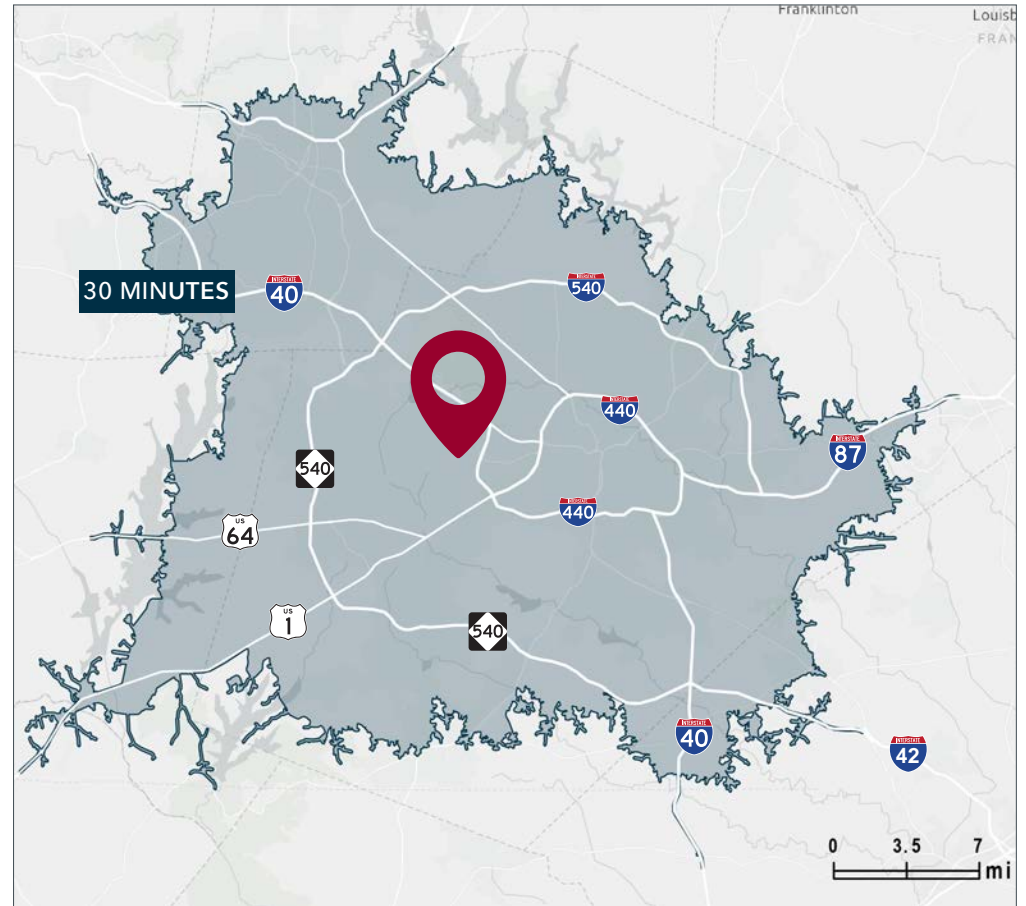 Franklinton
Louisb
FRAN
30 MINUTES
INTERSTATE
40
INTERSTATE
540
INTERSTATE
440
INTERSTATE
87
540
INTERSTATE
440
US
64
US
1
540
INTERSTATE
40
INTERSTATE
42
0 3.5 7
mi